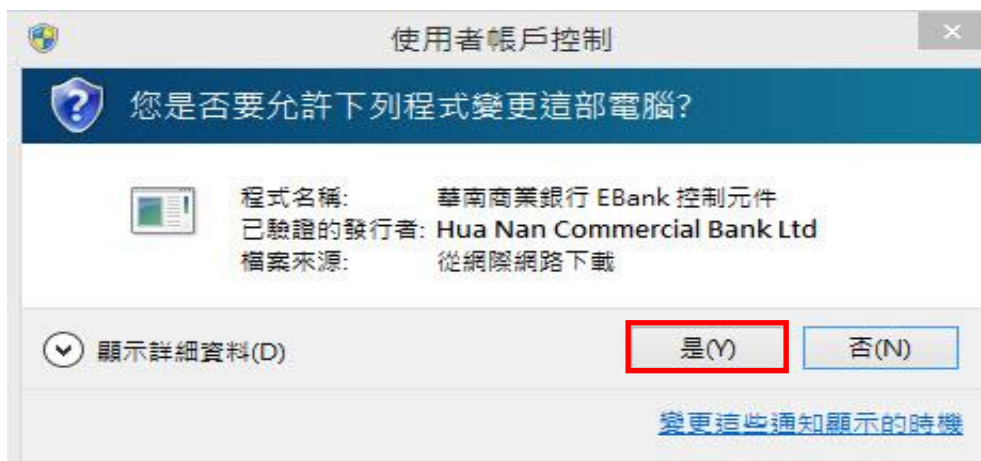 使用者帳戶控制
您是否要允許下列程式變更這部電腦?
程式名稱: 華南商業銀行 EBank 控制元件
已驗證的發行者: Hua Nan Commercial Bank Ltd
檔案來源: 從網際網路下載
顯示詳細資料(D) 是(Y) 否(N)
變更這些通知顯示的時機